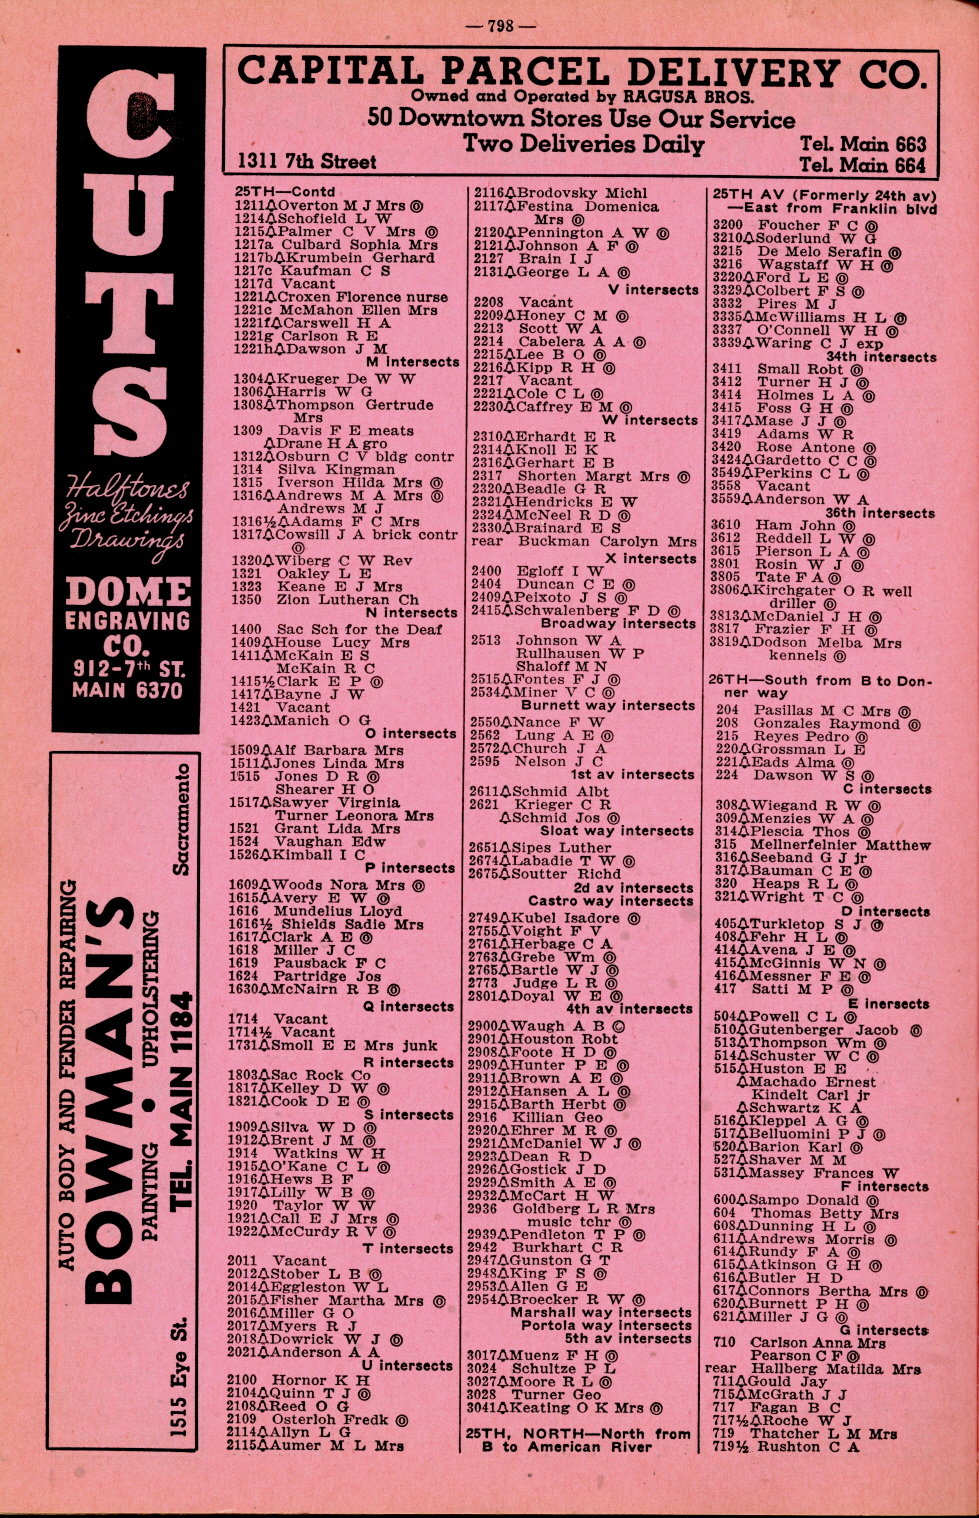 — 798 —
CUTS
Halftones
Zinc Etchings
Drawings
DOME
ENGRAVING
CO.
912-7th ST.
MAIN 6370
AUTO BODY AND FENDER REPAIRING
BOWMAN'S
PAINTING • UPHOLSTERING
1515 Eye St. TEL. MAIN 1184 Sacramento
CAPITAL PARCEL DELIVERY CO.
Owned and Operated by RAGUSA BROS.
50 Downtown Stores Use Our Service
Two Deliveries Daily
1311 7th Street
Tel. Main 663
Tel. Main 664
25TH—Contd
1211△Overton M J Mrs ⓞ
1214△Schofield L W
1215△Palmer C V Mrs ⓞ
1217a Culbard Sophia Mrs
1217b△Krumbein Gerhard
1217c Kaufman C S
1217d Vacant
1221△Croxen Florence nurse
1221c McMahon Ellen Mrs
1221f△Carswell H A
1221g Carlson R E
1221h△Dawson J M
M intersects
1304△Krueger De W W
1306△Harris W G
1308△Thompson Gertrude
Mrs
1309 Davis F E meats
△Drane H A gro
1312△Osburn C V bldg contr
1314 Silva Kingman
1315 Iverson Hilda Mrs ⓞ
1316△Andrews M A Mrs ⓞ
Andrews M J
1316½△Adams F C Mrs
1317△Cowsill J A brick contr
ⓞ
1320△Wiberg C W Rev
1321 Oakley L E
1323 Keane E J Mrs
1350 Zion Lutheran Ch
N intersects
1400 Sac Sch for the Deaf
1409△House Lucy Mrs
1411△McKain E S
McKain R C
1415½Clark E P ⓞ
1417△Bayne J W
1421 Vacant
1423△Manich O G
O intersects
1509△Alf Barbara Mrs
1511△Jones Linda Mrs
1515 Jones D R ⓞ
Shearer H O
1517△Sawyer Virginia
Turner Leonora Mrs
1521 Grant Lida Mrs
1524 Vaughan Edw
1526△Kimball I C
P intersects
1609△Woods Nora Mrs ⓞ
1615△Avery E W ⓞ
1616 Mundelius Lloyd
1616½ Shields Sadie Mrs
1617△Clark A E ⓞ
1618 Miller J C
1619 Pausback F C
1624 Partridge Jos
1630△McNairn R B ⓞ
Q intersects
1714 Vacant
1714½ Vacant
1731△Smoll E E Mrs junk
R intersects
1803△Sac Rock Co
1817△Kelley D W ⓞ
1821△Cook D E ⓞ
S intersects
1909△Silva W D ⓞ
1912△Brent J M ⓞ
1914 Watkins W H
1915△O'Kane C L ⓞ
1916△Hews B F
1917△Lilly W B ⓞ
1920 Taylor W W
1921△Call E J Mrs ⓞ
1922△McCurdy R V ⓞ
T intersects
2011 Vacant
2012△Stober L B ⓞ
2014△Eggleston W L
2015△Fisher Martha Mrs ⓞ
2016△Miller G O
2017△Myers R J
2018△Dowrick W J ⓞ
2021△Anderson A A
U intersects
2100 Hornor K H
2104△Quinn T J ⓞ
2108△Reed O G
2109 Osterloh Fredk ⓞ
2114△Allyn L G
2115△Aumer M L Mrs
2116△Brodovsky Michl
2117△Festina Domenica
Mrs ⓞ
2120△Pennington A W ⓞ
2121△Johnson A F ⓞ
2127 Brain I J
2131△George L A ⓞ
V intersects
2208 Vacant
2209△Honey C M ⓞ
2213 Scott W A
2214 Cabelera A A ⓞ
2215△Lee B O ⓞ
2216△Kipp R H ⓞ
2217 Vacant
2221△Cole C L ⓞ
2230△Caffrey E M ⓞ
W intersects
2310△Erhardt E R
2314△Knoll E K
2316△Gerhart E B
2317 Shorten Margt Mrs ⓞ
2320△Beadle G R
2321△Hendricks E W
2324△McNeel R D ⓞ
2330△Brainard E S
rear Buckman Carolyn Mrs
X intersects
2400 Egloff I W
2404 Duncan C E ⓞ
2409△Peixoto J S ⓞ
2415△Schwalenberg F D ⓞ
Broadway intersects
2513 Johnson W A
Rullhausen W P
Shaloff M N
2515△Fontes F J ⓞ
2534△Miner V C ⓞ
Burnett way intersects
2550△Nance F W
2562 Lung A E ⓞ
2572△Church J A
2595 Nelson J C
1st av intersects
2611△Schmid Albt
2621 Krieger C R
△Schmid Jos ⓞ
Sloat way intersects
2651△Sipes Luther
2674△Labadie T W ⓞ
2675△Soutter Richd
2d av intersects
Castro way intersects
2749△Kubel Isadore ⓞ
2755△Voight F V
2761△Herbage C A
2763△Grebe Wm ⓞ
2765△Bartle W J ⓞ
2773 Judge L R ⓞ
2801△Doyal W E ⓞ
4th av intersects
2900△Waugh A B ©
2901△Houston Robt
2908△Foote H D ⓞ
2909△Hunter P E ⓞ
2911△Brown A E ⓞ
2912△Hansen A L ⓞ
2915△Barth Herbt ⓞ
2916 Killian Geo
2920△Ehrer M R ⓞ
2921△McDaniel W J ⓞ
2923△Dean R D
2926△Gostick J D
2929△Smith A E ⓞ
2932△McCart H W
2936 Goldberg L R Mrs
music tchr ⓞ
2939△Pendleton T P ⓞ
2942 Burkhart C R
2947△Gunston G T
2948△King F S ⓞ
2953△Allen G E
2954△Broecker R W ⓞ
Marshall way intersects
Portola way intersects
5th av intersects
3017△Muenz F H ⓞ
3024 Schultze P L
3027△Moore R L ⓞ
3028 Turner Geo
3041△Keating O K Mrs ⓞ
25TH, NORTH—North from
B to American River
25TH AV (Formerly 24th av)
—East from Franklin blvd
3200 Foucher F C ⓞ
3210△Soderlund W G
3215 De Melo Serafin ⓞ
3216 Wagstaff W H ⓞ
3220△Ford L E ⓞ
3329△Colbert F S ⓞ
3332 Pires M J
3335△McWilliams H L ⓞ
3337 O'Connell W H ⓞ
3339△Waring C J exp
34th intersects
3411 Small Robt ⓞ
3412 Turner H J ⓞ
3414 Holmes L A ⓞ
3415 Foss G H ⓞ
3417△Mase J J ⓞ
3419 Adams W R
3420 Rose Antone ⓞ
3424△Gardetto C C ⓞ
3549△Perkins C L ⓞ
3558 Vacant
3559△Anderson W A
36th intersects
3610 Ham John ⓞ
3612 Reddell L W ⓞ
3615 Pierson L A ⓞ
3801 Rosin W J ⓞ
3805 Tate F A ⓞ
3806△Kirchgater O R well
driller ⓞ
3813△McDaniel J H ⓞ
3817 Frazier F H ⓞ
3819△Dodson Melba Mrs
kennels ⓞ
26TH—South from B to Don-
ner way
204 Pasillas M C Mrs ⓞ
208 Gonzales Raymond ⓞ
215 Reyes Pedro ⓞ
220△Grossman L E
221△Eads Alma ⓞ
224 Dawson W S ⓞ
C intersects
308△Wiegand R W ⓞ
309△Menzies W A ⓞ
314△Plescia Thos ⓞ
315 Mellnerfelnier Matthew
316△Seeband G J jr
317△Bauman C E ⓞ
320 Heaps R L ⓞ
321△Wright T C ⓞ
D intersects
405△Turkletop S J ⓞ
408△Fehr H L ⓞ
414△Avena J E ⓞ
415△McGinnis W N ⓞ
416△Messner F E ⓞ
417 Satti M P ⓞ
E inersects
504△Powell C L ⓞ
510△Gutenberger Jacob ⓞ
513△Thompson Wm ⓞ
514△Schuster W C ⓞ
515△Huston E E
△Machado Ernest
Kindelt Carl jr
△Schwartz K A
516△Kleppel A G ⓞ
517△Belluomini P J ⓞ
520△Barion Karl ⓞ
527△Shaver M M
531△Massey Frances W
F intersects
600△Sampo Donald ⓞ
604 Thomas Betty Mrs
608△Dunning H L ⓞ
611△Andrews Morris ⓞ
614△Rundy F A ⓞ
615△Atkinson G H ⓞ
616△Butler H D
617△Connors Bertha Mrs ⓞ
620△Burnett P H ⓞ
621△Miller J G ⓞ
G intersects
710 Carlson Anna Mrs
Pearson C F ⓞ
rear Hallberg Matilda Mrs
711△Gould Jay
715△McGrath J J
717 Fagan B C
717½△Roche W J
719 Thatcher L M Mrs
719½ Rushton C A